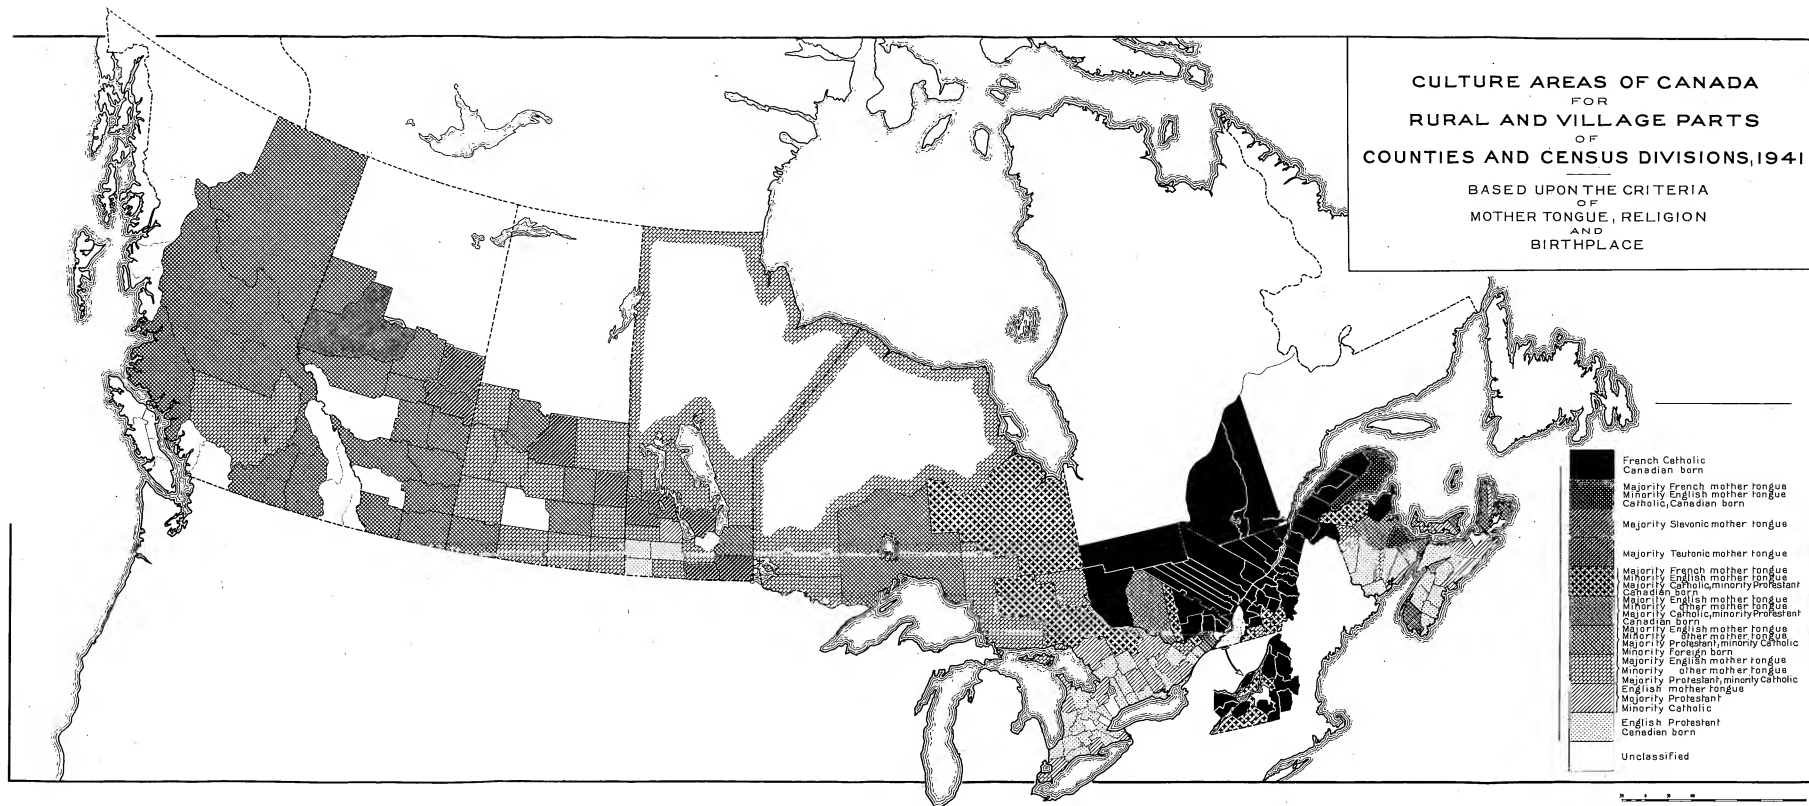 CULTURE AREAS OF CANADA
FOR
RURAL AND VILLAGE PARTS
OF
COUNTIES AND CENSUS DIVISIONS, 1941
BASED UPON THE CRITERIA
OF
MOTHER TONGUE, RELIGION
AND
BIRTHPLACE
French Catholic
Canadian born
Majority French mother tongue
Minority English mother tongue
Catholic, Canadian born
Majority Slavonic mother tongue
Majority Teutonic mother tongue
Majority French mother tongue
Minority English mother tongue
Majority Catholic, minority Protestant
Canadian born
Majority English mother tongue
Minority other mother tongue
Majority Catholic, minority Protestant
Canadian born
Majority English mother tongue
Minority other mother tongue
Majority Protestant, minority Catholic
Minority Foreign born
Majority English mother tongue
Minority other mother tongue
Majority Protestant, minority Catholic
English mother tongue
Majority Protestant
Minority Catholic
English Protestant
Canadian born
Unclassified